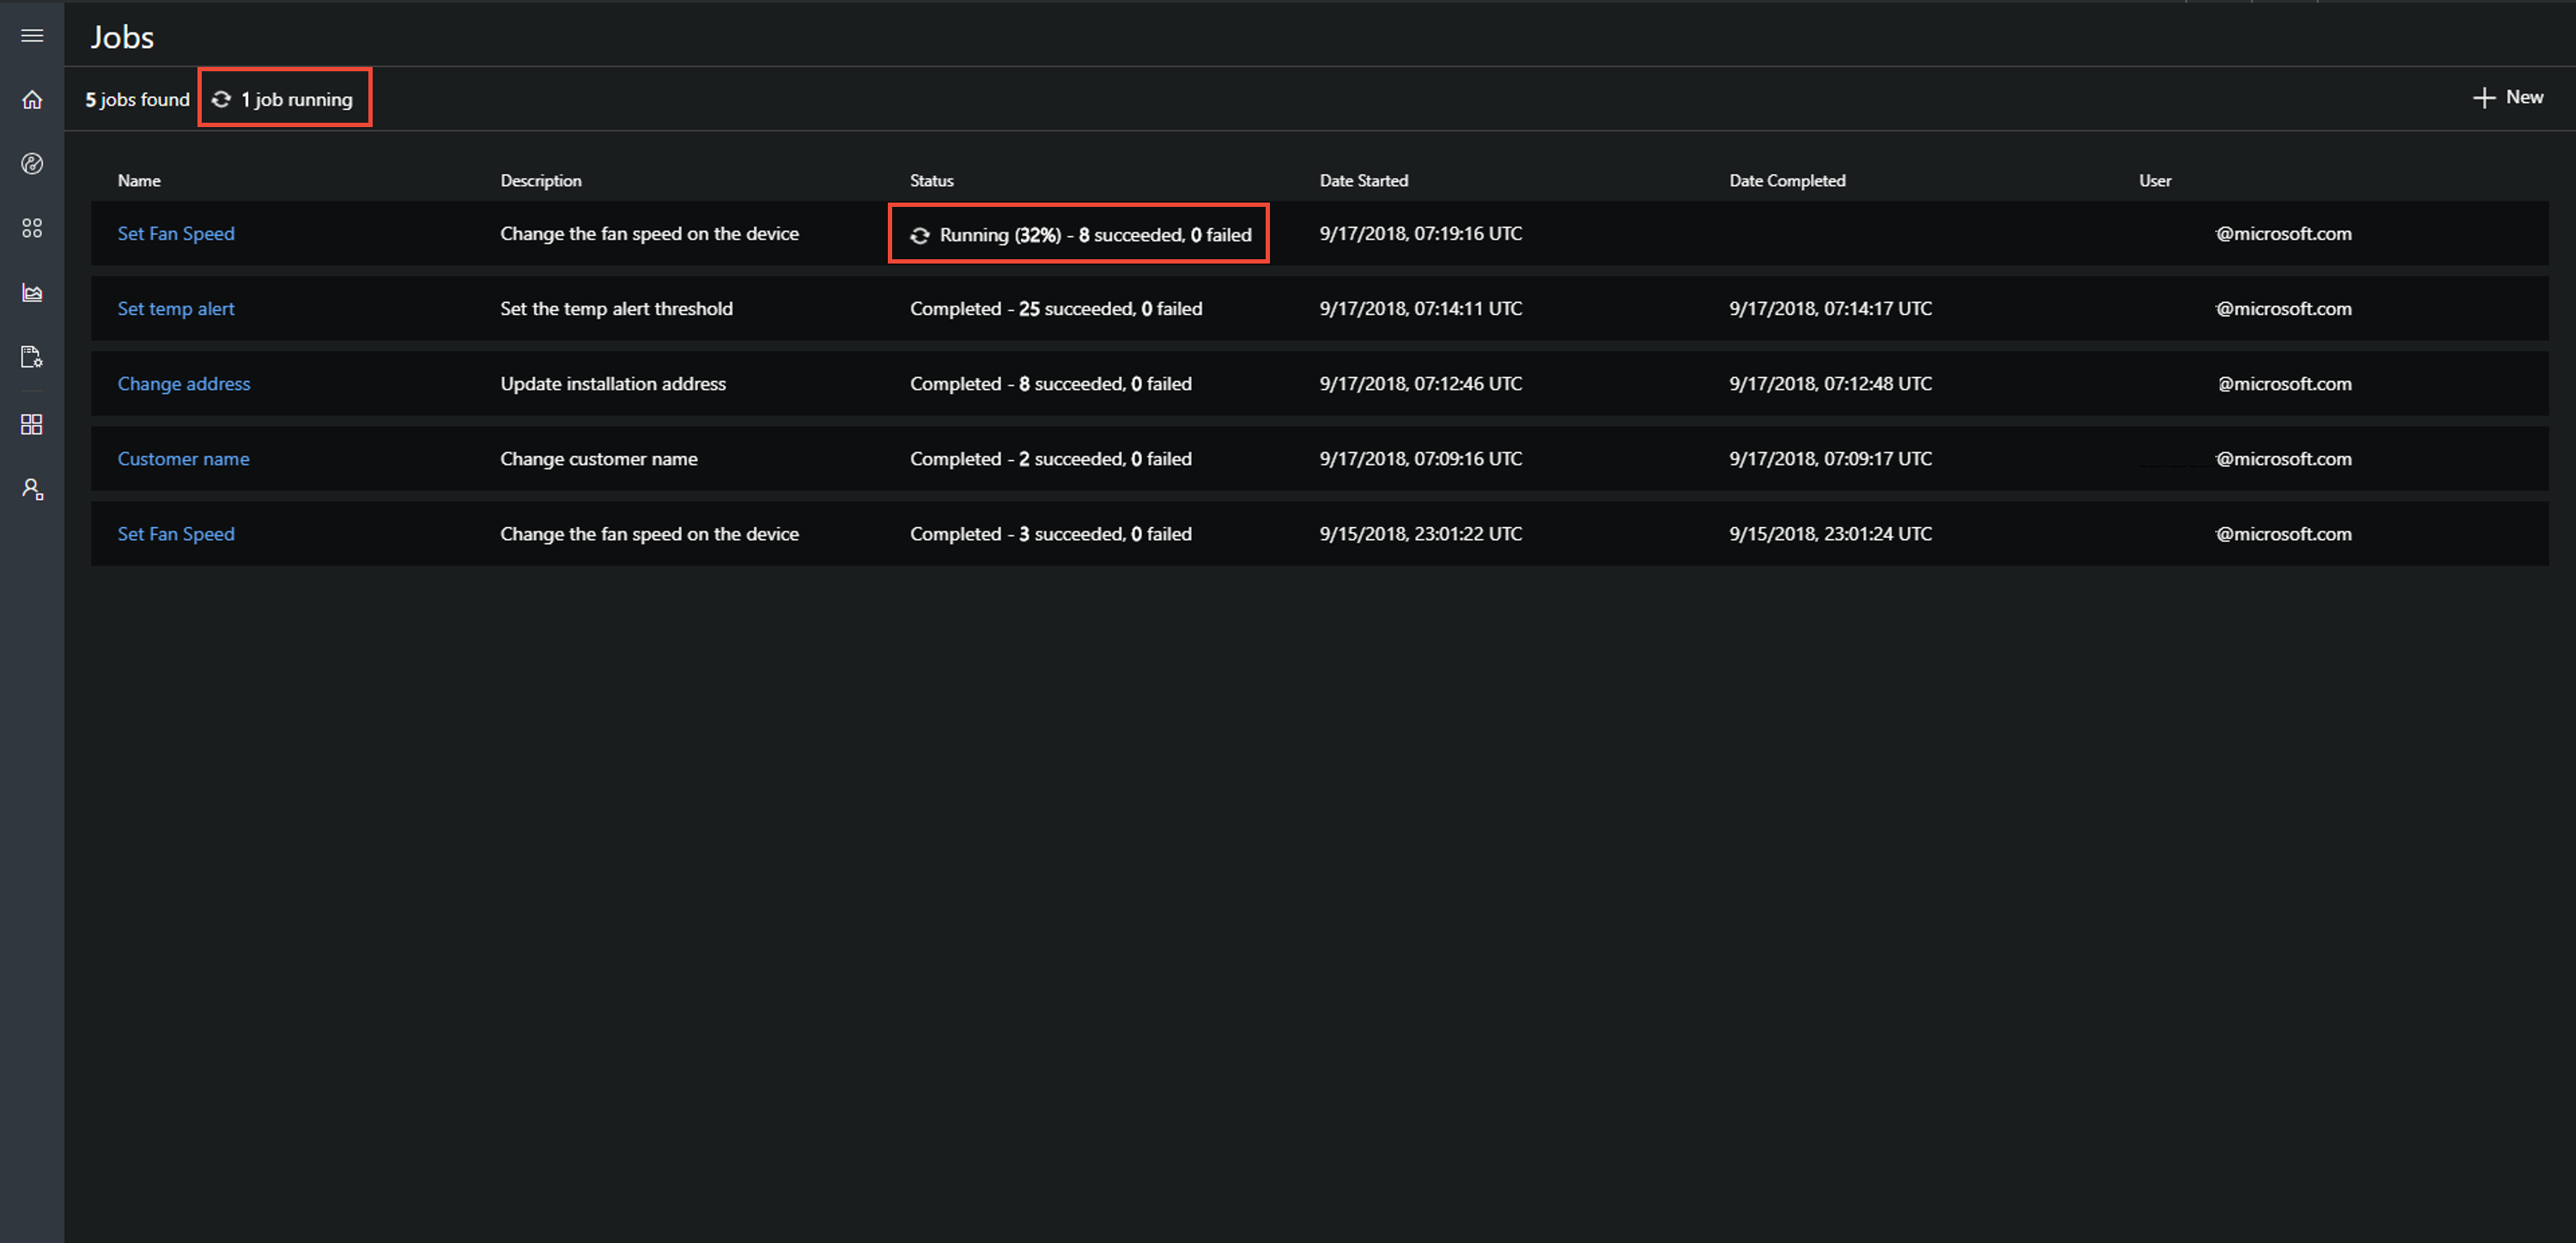 Jobs
5 jobs found 1 job running
New
Name Description Status Date Started Date Completed User
Set Fan Speed Change the fan speed on the device Running (32%) - 8 succeeded, 0 failed 9/17/2018, 07:19:16 UTC @microsoft.com
Set temp alert Set the temp alert threshold Completed - 25 succeeded, 0 failed 9/17/2018, 07:14:11 UTC 9/17/2018, 07:14:17 UTC @microsoft.com
Change address Update installation address Completed - 8 succeeded, 0 failed 9/17/2018, 07:12:46 UTC 9/17/2018, 07:12:48 UTC @microsoft.com
Customer name Change customer name Completed - 2 succeeded, 0 failed 9/17/2018, 07:09:16 UTC 9/17/2018, 07:09:17 UTC @microsoft.com
Set Fan Speed Change the fan speed on the device Completed - 3 succeeded, 0 failed 9/15/2018, 23:01:22 UTC 9/15/2018, 23:01:24 UTC @microsoft.com